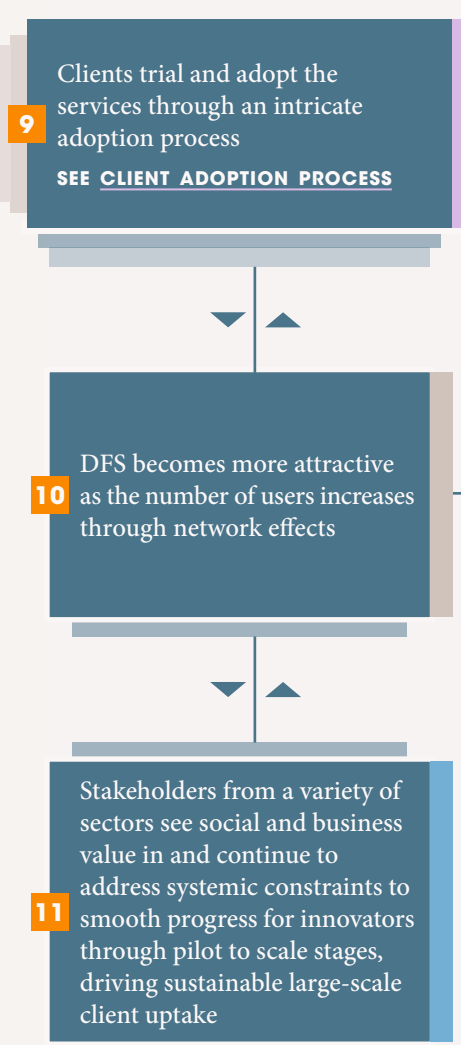 Clients trial and adopt the
services through an intricate
adoption process
9
SEE CLIENT ADOPTION PROCESS
DFS becomes more attractive
10
as the number of users increases
through network effects
Stakeholders from a variety of
sectors see social and business
value in and continue to
address systemic constraints to
11
smooth progress for innovators
through pilot to scale stages,
driving sustainable large-scale
client uptake